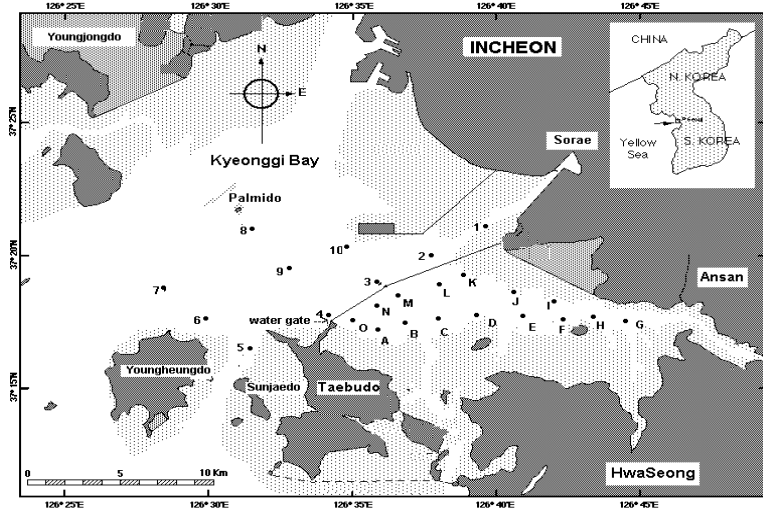 126° 25'E 126° 30'E 126° 35'E 126° 40'E 126° 45'E
Youngjongdo
INCHEON
CHINA
N. KOREA
Yellow
Sea
S. KOREA
N
E
37° 25'N
Kyeonggi Bay
Sorae
Palmido
8
1
10
2
37° 20'N
9
3
K
L
Ansan
7
M
J
I
N
6
4
water gate
O
A
B
C
D
E
F
H
G
5
37° 15'N
Youngheungdo
Sunjaedo
Taebudo
HwaSeong
0 5 10 Km
126° 25'E 126° 30'E 126° 35'E 126° 40'E 126° 45'E